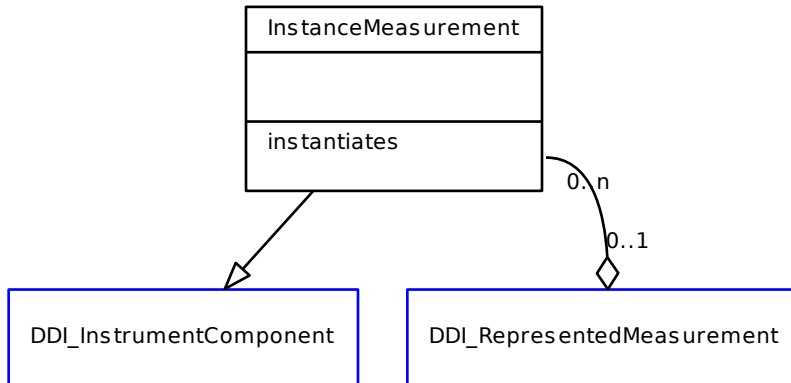 InstanceMeasurement
instantiates
0..n
0..1
DDI_InstrumentComponent
DDI_RepresentedMeasurement